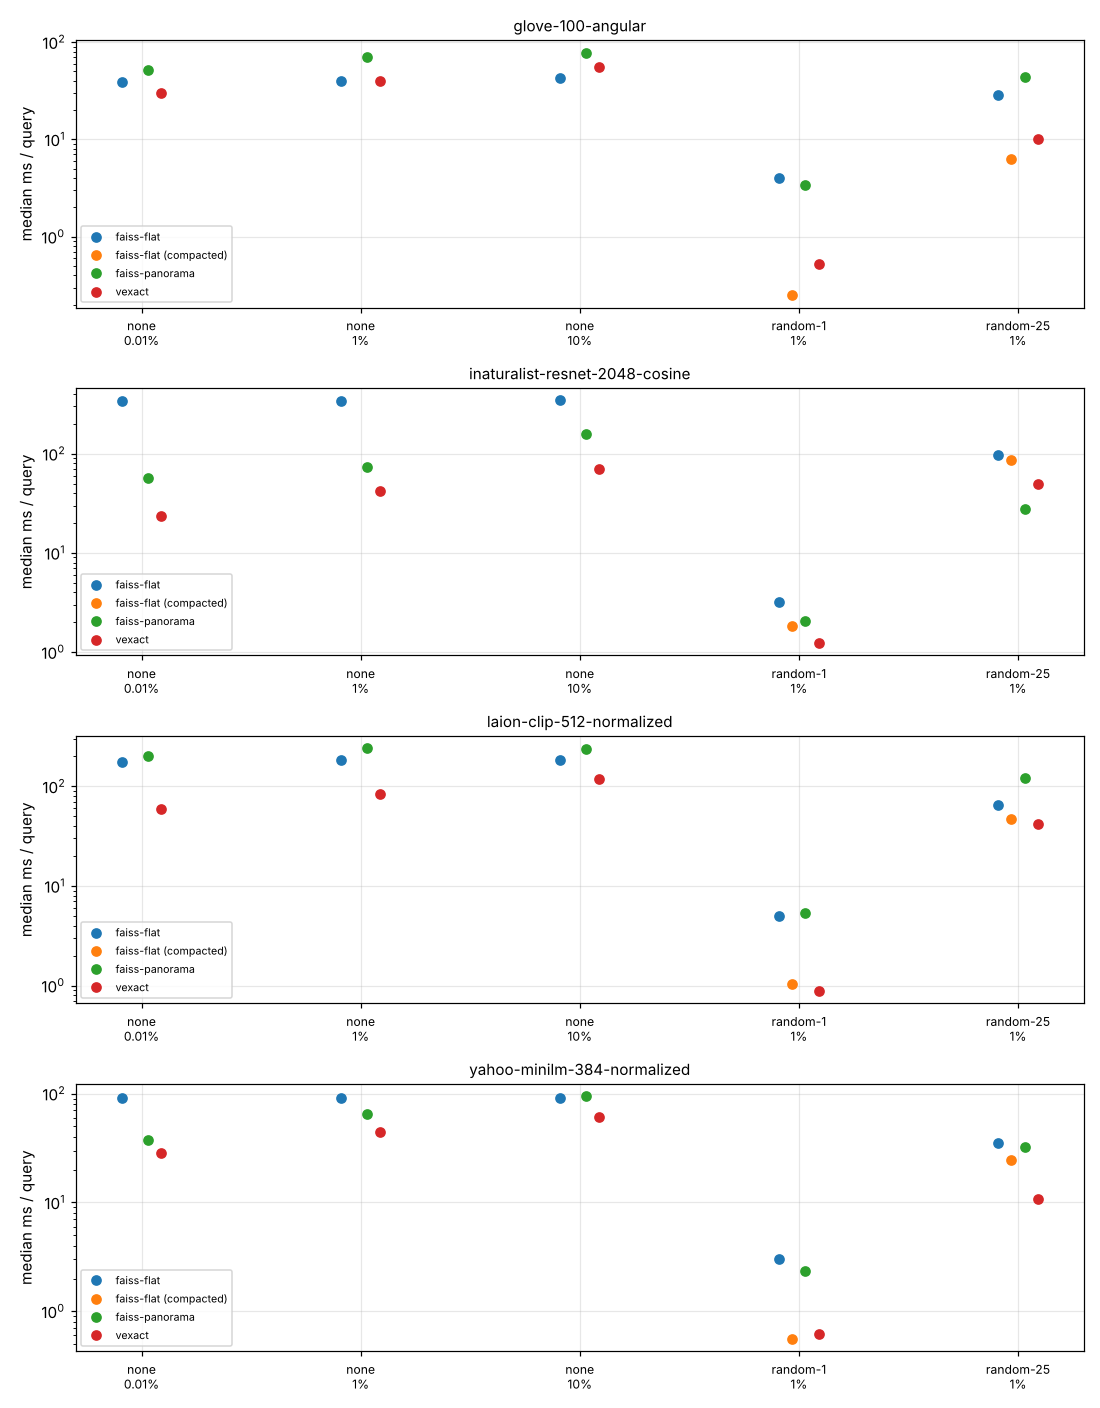 glove-100-angular
median ms / query
10²
10¹
10⁰
faiss-flat
faiss-flat (compacted)
faiss-panorama
vexact
none none none random-1 random-25
0.01% 1% 10% 1% 1%
inaturalist-resnet-2048-cosine
median ms / query
10²
10¹
10⁰
faiss-flat
faiss-flat (compacted)
faiss-panorama
vexact
none none none random-1 random-25
0.01% 1% 10% 1% 1%
laion-clip-512-normalized
median ms / query
10²
10¹
10⁰
faiss-flat
faiss-flat (compacted)
faiss-panorama
vexact
none none none random-1 random-25
0.01% 1% 10% 1% 1%
yahoo-minilm-384-normalized
median ms / query
10²
10¹
10⁰
faiss-flat
faiss-flat (compacted)
faiss-panorama
vexact
none none none random-1 random-25
0.01% 1% 10% 1% 1%